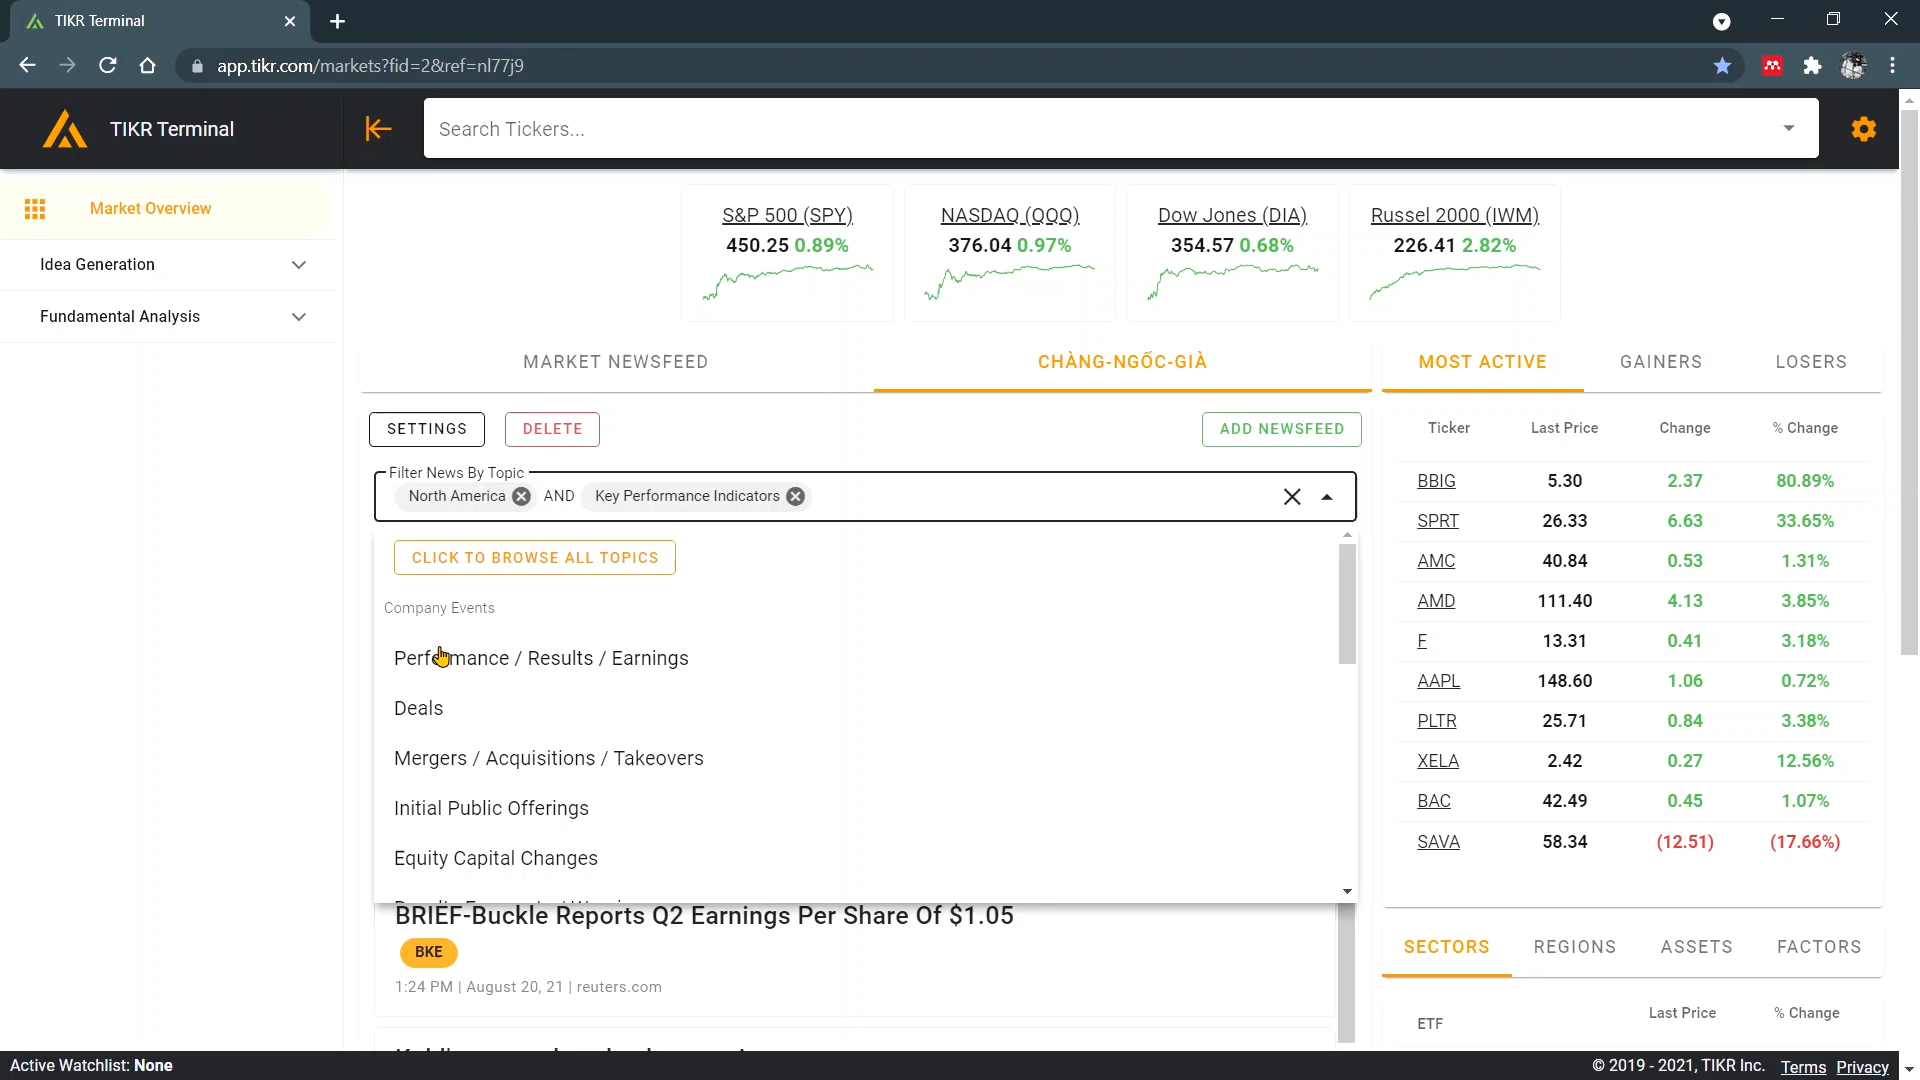 TIKR Terminal
app.tikr.com/markets?fid=2&ref=nl77j9
TIKR Terminal
Search Tickers...
Market Overview
Idea Generation
Fundamental Analysis
S&P 500 (SPY)
450.25 0.89%
NASDAQ (QQQ)
376.04 0.97%
Dow Jones (DIA)
354.57 0.68%
Russel 2000 (IWM)
226.41 2.82%
MARKET NEWSFEED
CHÀNG-NGỐC-GIÀ
SETTINGS
DELETE
ADD NEWSFEED
Filter News By Topic
North America AND Key Performance Indicators
CLICK TO BROWSE ALL TOPICS
Company Events
Performance / Results / Earnings
Deals
Mergers / Acquisitions / Takeovers
Initial Public Offerings
Equity Capital Changes
BRIEF-Buckle Reports Q2 Earnings Per Share Of $1.05
BKE
1:24 PM | August 20, 21 | reuters.com
MOST ACTIVE GAINERS LOSERS
Ticker Last Price Change % Change
BBIG 5.30 2.37 80.89%
SPRT 26.33 6.63 33.65%
AMC 40.84 0.53 1.31%
AMD 111.40 4.13 3.85%
F 13.31 0.41 3.18%
AAPL 148.60 1.06 0.72%
PLTR 25.71 0.84 3.38%
XELA 2.42 0.27 12.56%
BAC 42.49 0.45 1.07%
SAVA 58.34 (12.51) (17.66%)
SECTORS REGIONS ASSETS FACTORS
ETF Last Price % Change
Active Watchlist: None
© 2019 - 2021, TIKR Inc. Terms Privacy